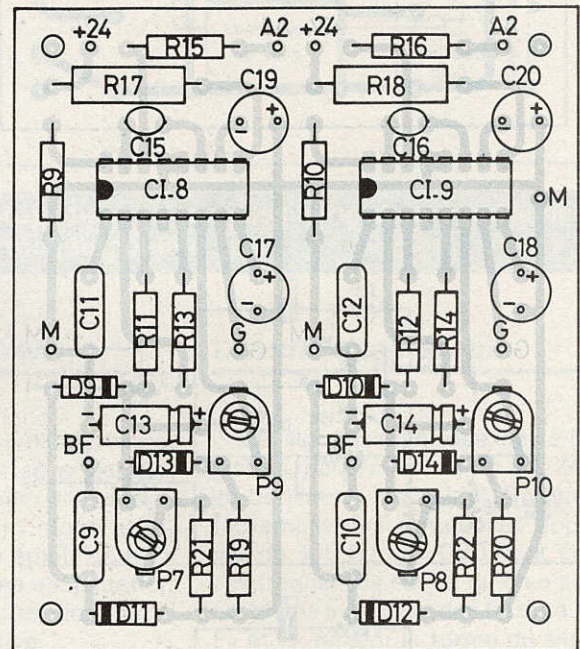 +24 R15 A2 +24 R16 A2
R17 C19 R18 C20
- + - +
C15 C16
R9 CI-8 R10 CI-9 M
C17 C18
+ +
- -
C11 R11 R13 C12 R12 R14
M G M G
D9 D10
C13 + C14 +
BF D13 BF D14
P9 P10
C9 R21 R19 C10 R22 R20
P7 P8
D11 D12